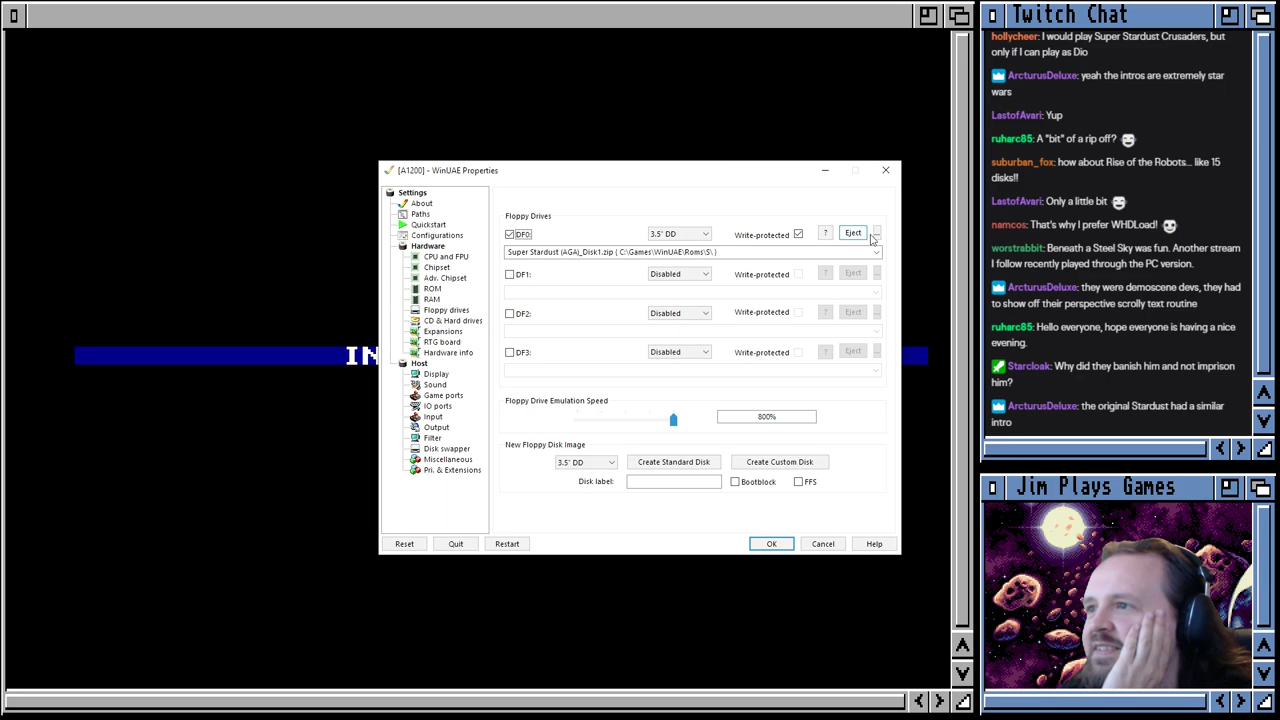 Twitch Chat
hollycheer: I would play Super Stardust Crusaders, but
only if I can play as Dio
ArcturusDeluxe: yeah the intros are extremely star
wars
LastofAvari: Yup
ruharc85: A "bit" of a rip off?
suburban_fox: how about Rise of the Robots... like 15
disks!!
LastofAvari: Only a little bit
namcos: That's why I prefer WHDLoad!
worstrabbit: Beneath a Steel Sky was fun. Another stream
I follow recently played through the PC version.
ArcturusDeluxe: they were demoscene devs, they had
to show off their perspective scrolly text routine
ruharc85: Hello everyone, hope everyone is having a nice
evening.
Starcloak: Why did they banish him and not imprison
him?
ArcturusDeluxe: the original Stardust had a similar
intro
Jim Plays Games
IN
[A1200] - WinUAE Properties
Settings
About
Paths
Quickstart
Configurations
Hardware
CPU and FPU
Chipset
Adv. Chipset
ROM
RAM
Floppy drives
CD & Hard drives
Expansions
RTG board
Hardware info
Host
Display
Sound
Game ports
IO ports
Input
Output
Filter
Disk swapper
Miscellaneous
Pri. & Extensions
Floppy Drives
DF0: 3.5" DD Write-protected ? Eject ...
Super Stardust (AGA)_Disk1.zip { C:\Games\WinUAE\Roms\S\ }
DF1: Disabled Write-protected ? Eject ...
DF2: Disabled Write-protected ? Eject ...
DF3: Disabled Write-protected ? Eject ...
Floppy Drive Emulation Speed
800%
New Floppy Disk Image
3.5" DD Create Standard Disk Create Custom Disk
Disk label: Bootblock FFS
Reset Quit Restart OK Cancel Help